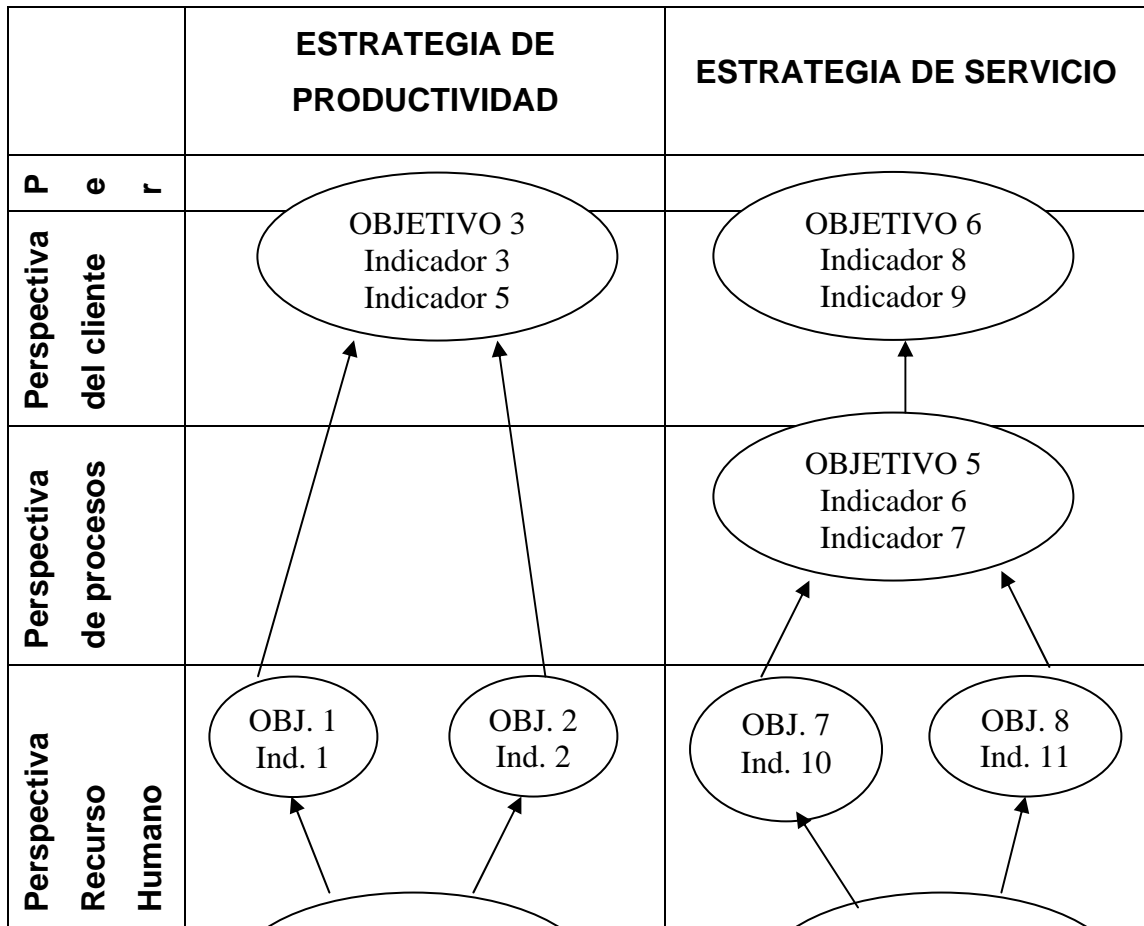 ESTRATEGIA DE
PRODUCTIVIDAD
ESTRATEGIA DE SERVICIO
P e r
OBJETIVO 3
Indicador 3
Indicador 5
OBJETIVO 6
Indicador 8
Indicador 9
Perspectiva
del cliente
OBJETIVO 5
Indicador 6
Indicador 7
Perspectiva
de procesos
OBJ. 1
Ind. 1
OBJ. 2
Ind. 2
OBJ. 7
Ind. 10
OBJ. 8
Ind. 11
Perspectiva
Recurso
Humano